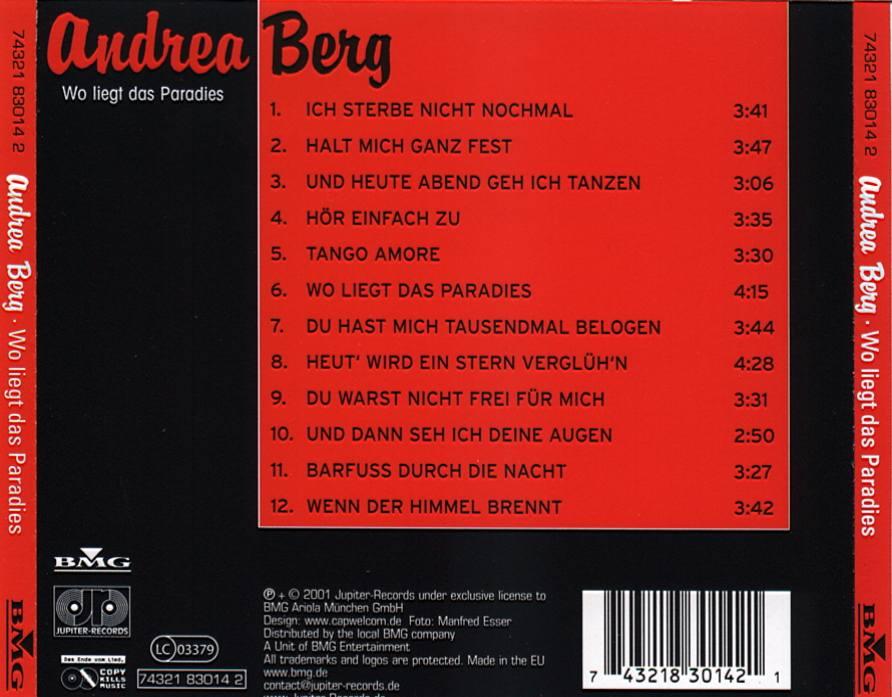 74321 83014 2
Andrea Berg · Wo liegt das Paradies
BMG
Andrea Berg
Wo liegt das Paradies
1. ICH STERBE NICHT NOCHMAL 3:41
2. HALT MICH GANZ FEST 3:47
3. UND HEUTE ABEND GEH ICH TANZEN 3:06
4. HÖR EINFACH ZU 3:35
5. TANGO AMORE 3:30
6. WO LIEGT DAS PARADIES 4:15
7. DU HAST MICH TAUSENDMAL BELOGEN 3:44
8. HEUT' WIRD EIN STERN VERGLÜH'N 4:28
9. DU WARST NICHT FREI FÜR MICH 3:31
10. UND DANN SEH ICH DEINE AUGEN 2:50
11. BARFUSS DURCH DIE NACHT 3:27
12. WENN DER HIMMEL BRENNT 3:42
BMG
JUPITER-RECORDS
LC 03379
Das Ende vom Lied.
COPY
KILLS
MUSIC
74321 83014 2
℗ + © 2001 Jupiter-Records under exclusive license to
BMG Ariola München GmbH
Design: www.capwelcom.de Foto: Manfred Esser
Distributed by the local BMG company
A Unit of BMG Entertainment
All trademarks and logos are protected. Made in the EU
www.bmg.de
contact@jupiter-records.de
www.Jupiter-Records.de
7 43218 30142 1
74321 83014 2
Andrea Berg · Wo liegt das Paradies
BMG